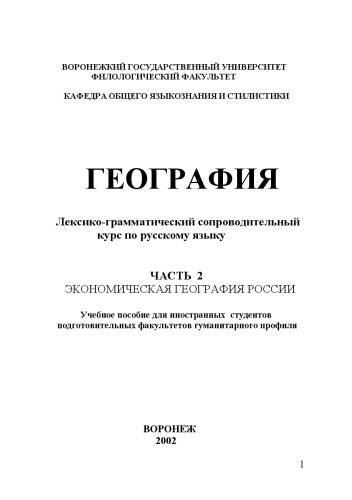 ВОРОНЕЖКИЙ ГОСУДАРСТВЕННЫЙ УНИВЕРСИТЕТ
ФИЛОЛОГИЧЕСКИЙ ФАКУЛЬТЕТ
КАФЕДРА ОБЩЕГО ЯЗЫКОЗНАНИЯ И СТИЛИСТИКИ
ГЕОГРАФИЯ
Лексико-грамматический сопроводительный
курс по русскому языку
ЧАСТЬ 2
ЭКОНОМИЧЕСКАЯ ГЕОГРАФИЯ РОССИИ
Учебное пособие для иностранных студентов
подготовительных факультетов гуманитарного профиля
ВОРОНЕЖ
2002
1